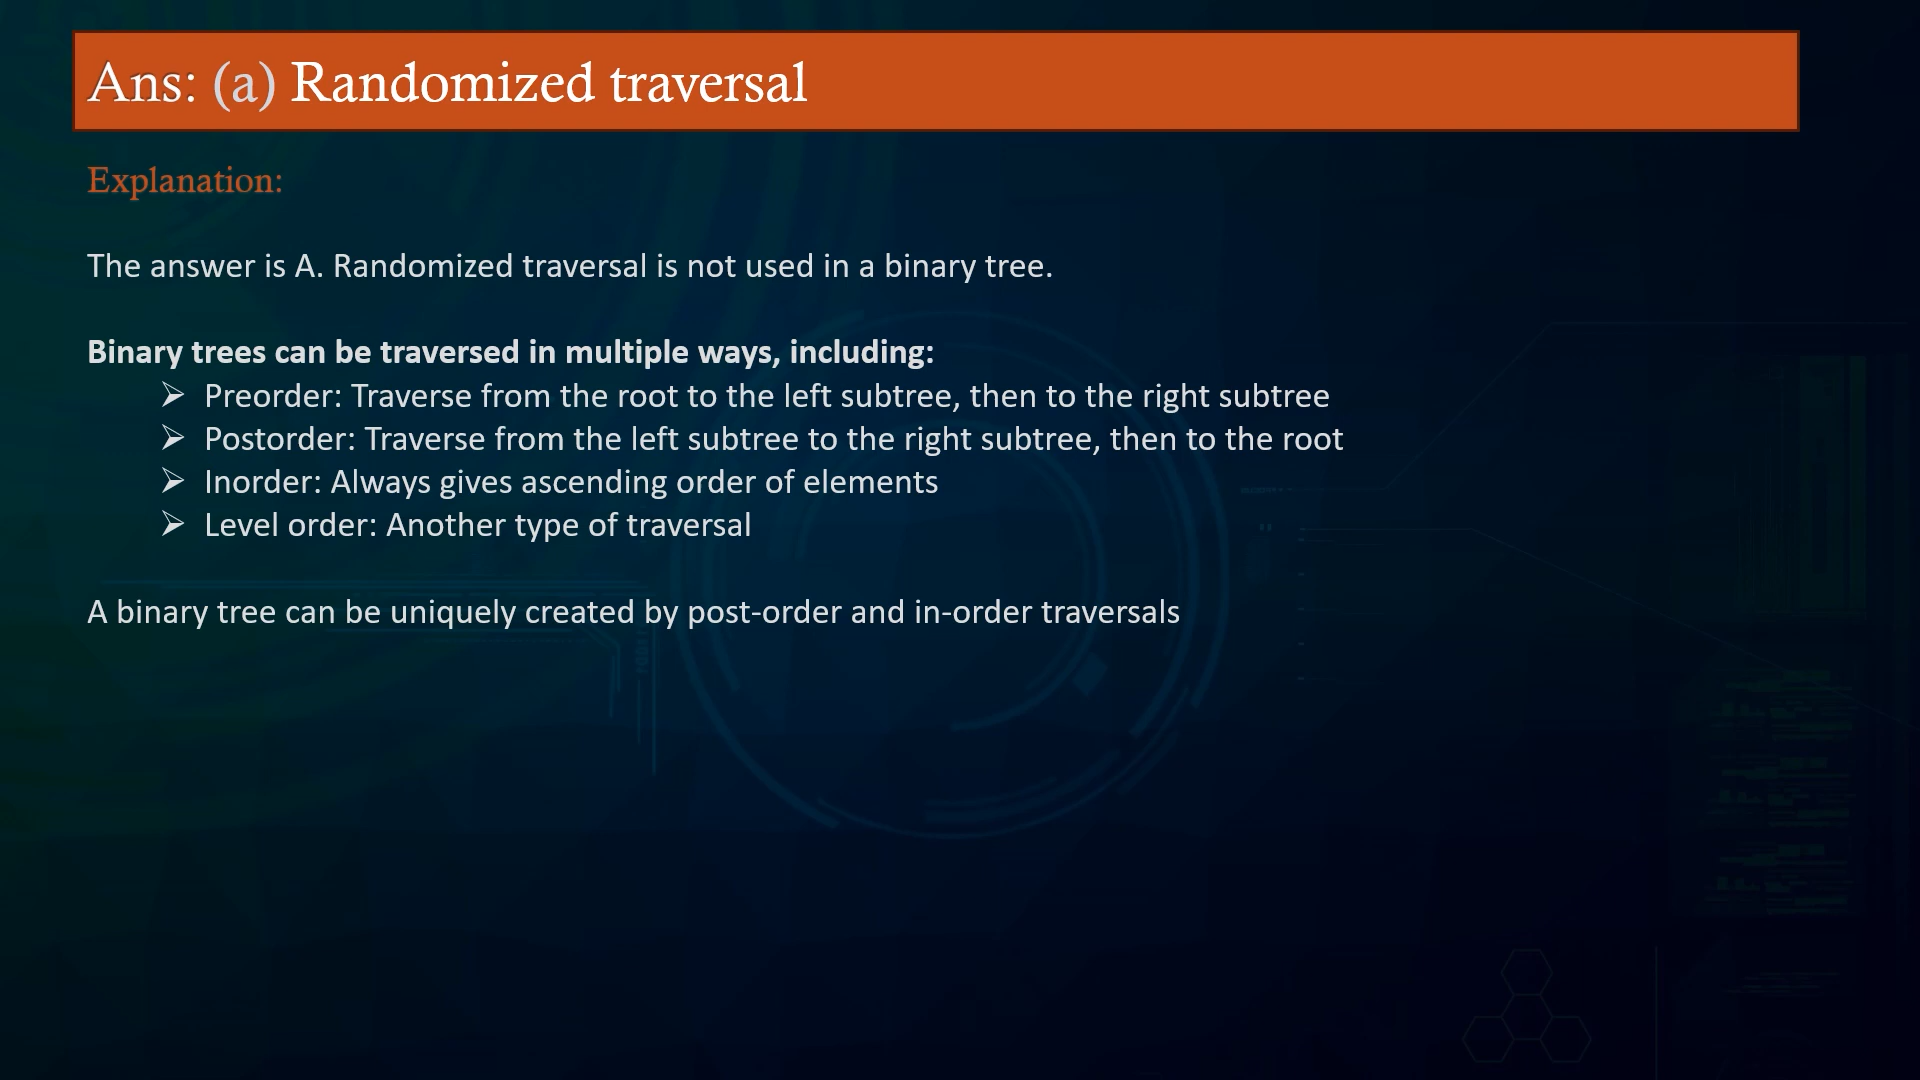 Ans: (a) Randomized traversal
Explanation:
The answer is A. Randomized traversal is not used in a binary tree.
Binary trees can be traversed in multiple ways, including:
➢ Preorder: Traverse from the root to the left subtree, then to the right subtree
➢ Postorder: Traverse from the left subtree to the right subtree, then to the root
➢ Inorder: Always gives ascending order of elements
➢ Level order: Another type of traversal
A binary tree can be uniquely created by post-order and in-order traversals